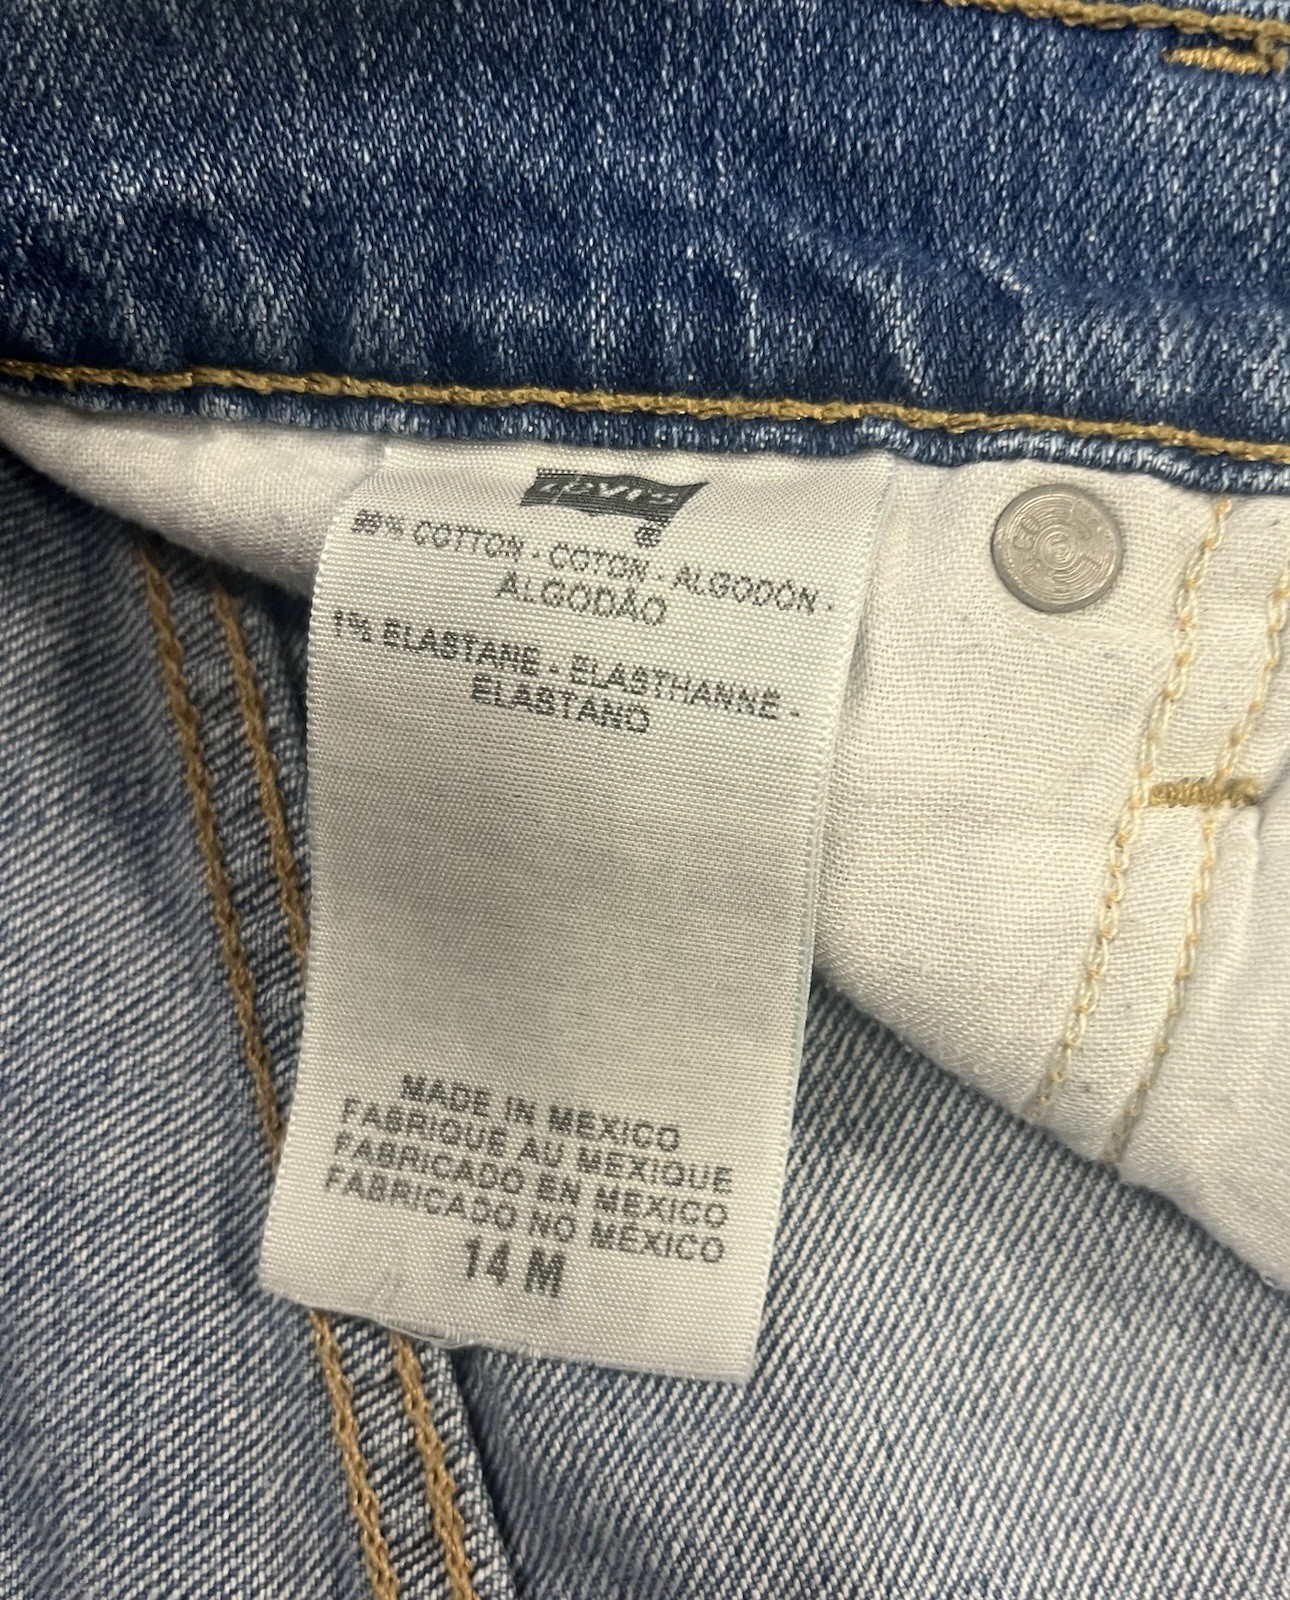 Levi's
®
99% COTTON - COTON - ALGODÓN -
ALGODÃO
1% ELASTANE - ELASTHANNE -
ELASTANO
MADE IN MEXICO
FABRIQUE AU MEXIQUE
FABRICADO EN MEXICO
FABRICADO NO MÉXICO
14 M